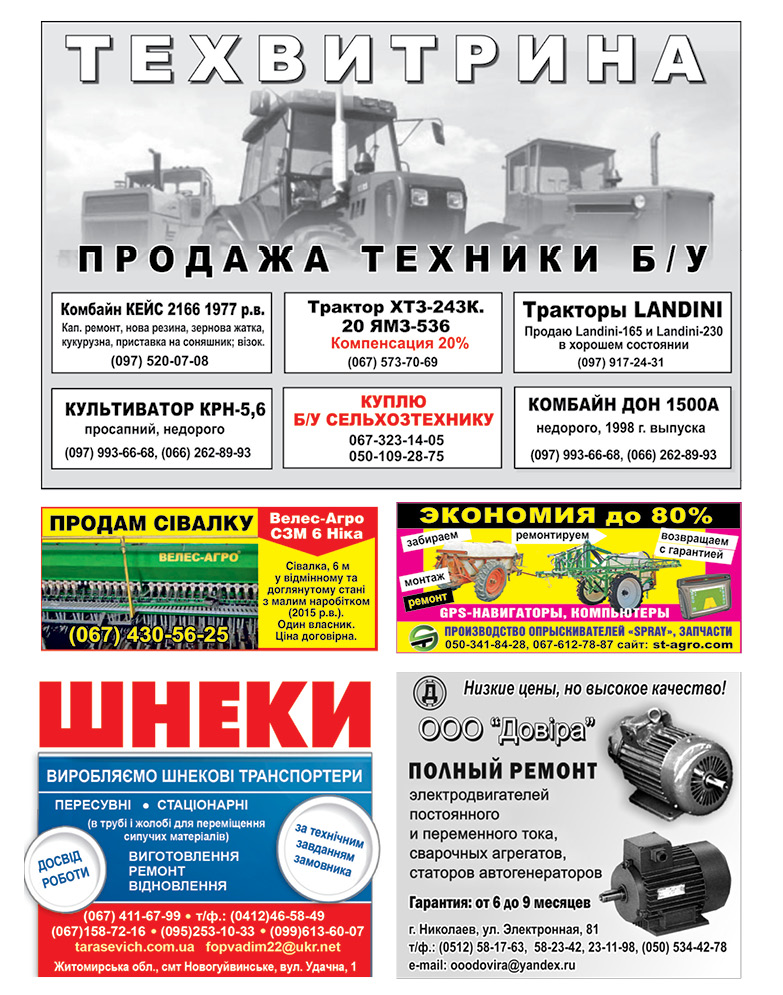 ТЕХВИТРИНА
ПРОДАЖА ТЕХНИКИ Б/У
Комбайн КЕЙС 2166 1977 р.в.
Кап. ремонт, нова резина, зернова жатка,
кукурузна, приставка на соняшник; візок.
(097) 520-07-08
Трактор ХТЗ-243К.
20 ЯМЗ-536
Компенсация 20%
(067) 573-70-69
Тракторы LANDINI
Продаю Landini-165 и Landini-230
в хорошем состоянии
(097) 917-24-31
КУЛЬТИВАТОР КРН-5,6
просапний, недорого
(097) 993-66-68, (066) 262-89-93
КУПЛЮ
Б/У СЕЛЬХОЗТЕХНИКУ
067-323-14-05
050-109-28-75
КОМБАЙН ДОН 1500А
недорого, 1998 г. выпуска
(097) 993-66-68, (066) 262-89-93
ПРОДАМ СІВАЛКУ
ВЕЛЕС-АГРО
(067) 430-56-25
Велес-Агро
СЗМ 6 Ніка
Сівалка, 6 м
у відмінному та
доглянутому стані
з малим наробітком
(2015 р.в.).
Один власник.
Ціна договірна.
ЭКОНОМИЯ до 80%
забираем
ремонтируем
возвращаем
с гарантией
монтаж
ремонт
GPS-НАВИГАТОРЫ, КОМПЬЮТЕРЫ
ПРОИЗВОДСТВО ОПРЫСКИВАТЕЛЕЙ «SPRAY», ЗАПЧАСТИ
050-341-84-28, 067-612-78-87 сайт: st-agro.com
ШНЕКИ
ВИРОБЛЯЄМО ШНЕКОВІ ТРАНСПОРТЕРИ
ПЕРЕСУВНІ • СТАЦІОНАРНІ
(в трубі і жолобі для переміщення
сипучих матеріалів)
ДОСВІД
РОБОТИ
ВИГОТОВЛЕННЯ
РЕМОНТ
ВІДНОВЛЕННЯ
за технічним
завданням
замовника
(067) 411-67-99 • т/ф.: (0412)46-58-49
(067)158-72-16 • (095)253-10-33 • (099)613-60-07
tarasevich.com.ua fopvadim22@ukr.net
Житомирська обл., смт Новогуйвинське, вул. Удачна, 1
Д
Низкие цены, но высокое качество!
ООО "Довіра"
ПОЛНЫЙ РЕМОНТ
электродвигателей
постоянного
и переменного тока,
сварочных агрегатов,
статоров автогенераторов
Гарантия: от 6 до 9 месяцев
г. Николаев, ул. Электронная, 81
т/ф.: (0512) 58-17-63, 58-23-42, 23-11-98, (050) 534-42-78
e-mail: ooodovira@yandex.ru